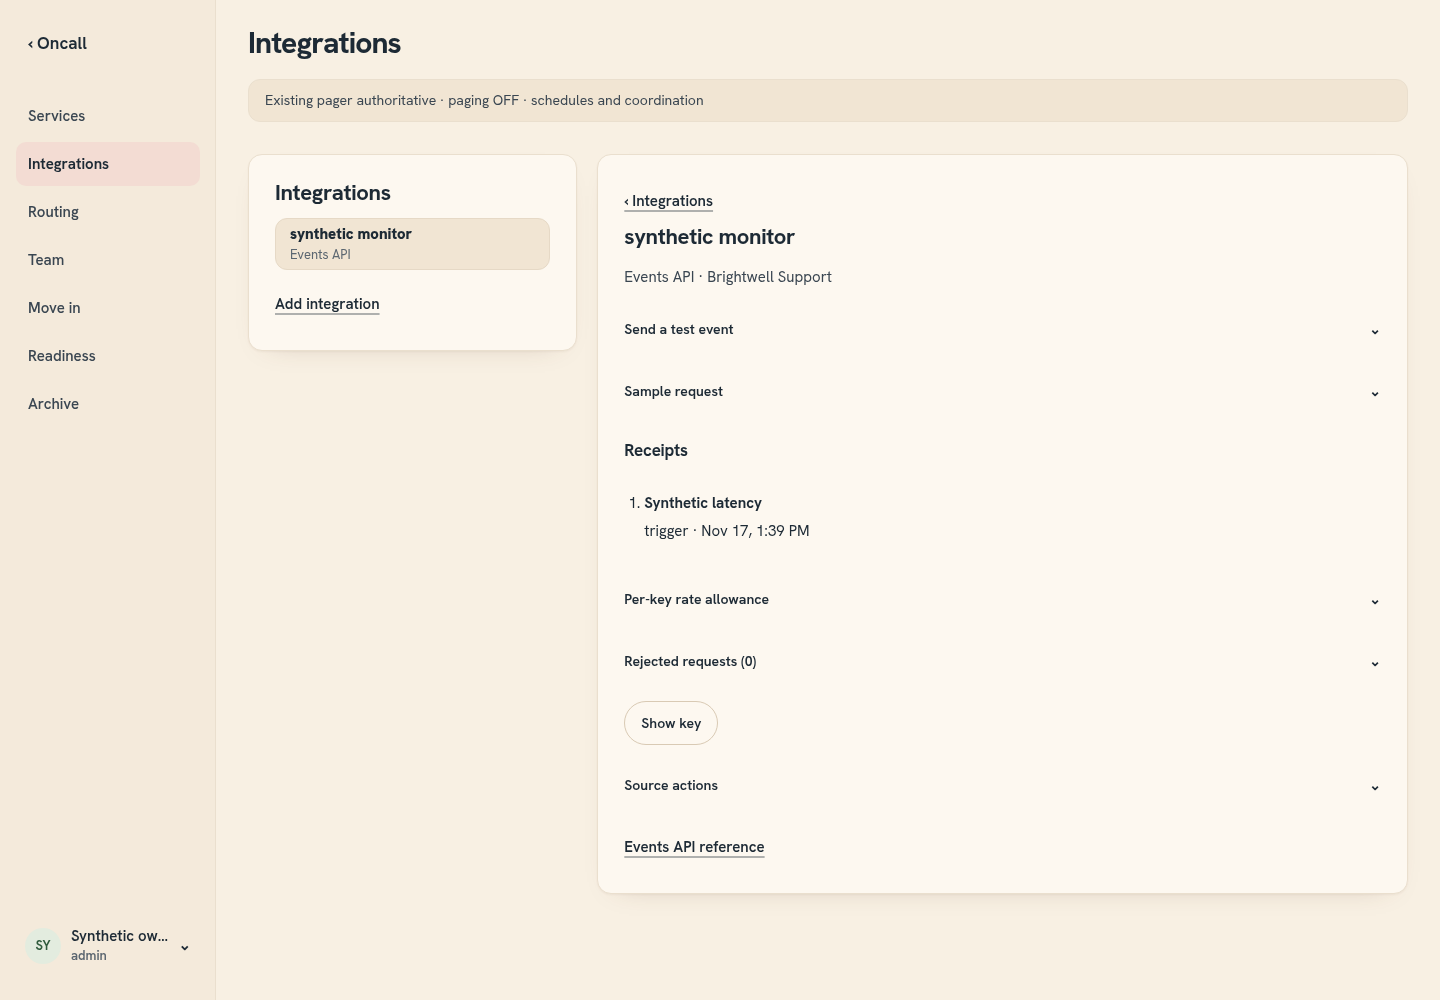 ‹ Oncall
Services
Integrations
Routing
Team
Move in
Readiness
Archive
SY
Synthetic ow…
admin
Integrations
Existing pager authoritative · paging OFF · schedules and coordination
Integrations
synthetic monitor
Events API
Add integration
‹ Integrations
synthetic monitor
Events API · Brightwell Support
Send a test event
Sample request
Receipts
1. Synthetic latency
trigger · Nov 17, 1:39 PM
Per-key rate allowance
Rejected requests (0)
Show key
Source actions
Events API reference